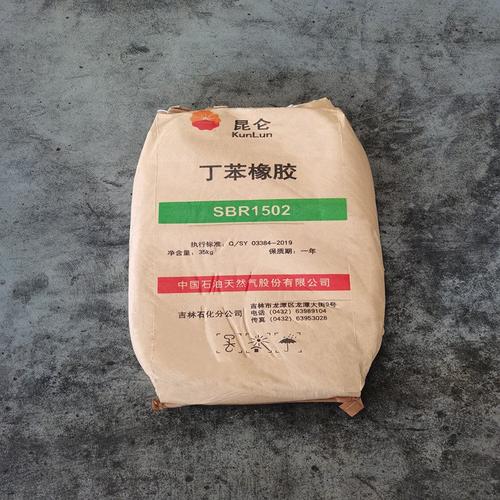 昆仑
KunLun
丁苯橡胶
SBR1502
执行标准：Q/SY 03384-2019
净含量：35kg 保质期：一年
中国石油天然气股份有限公司
吉林石化分公司
吉林市龙潭区龙潭大街9号
电话 (0432) 63989104
传真 (0432) 63953028